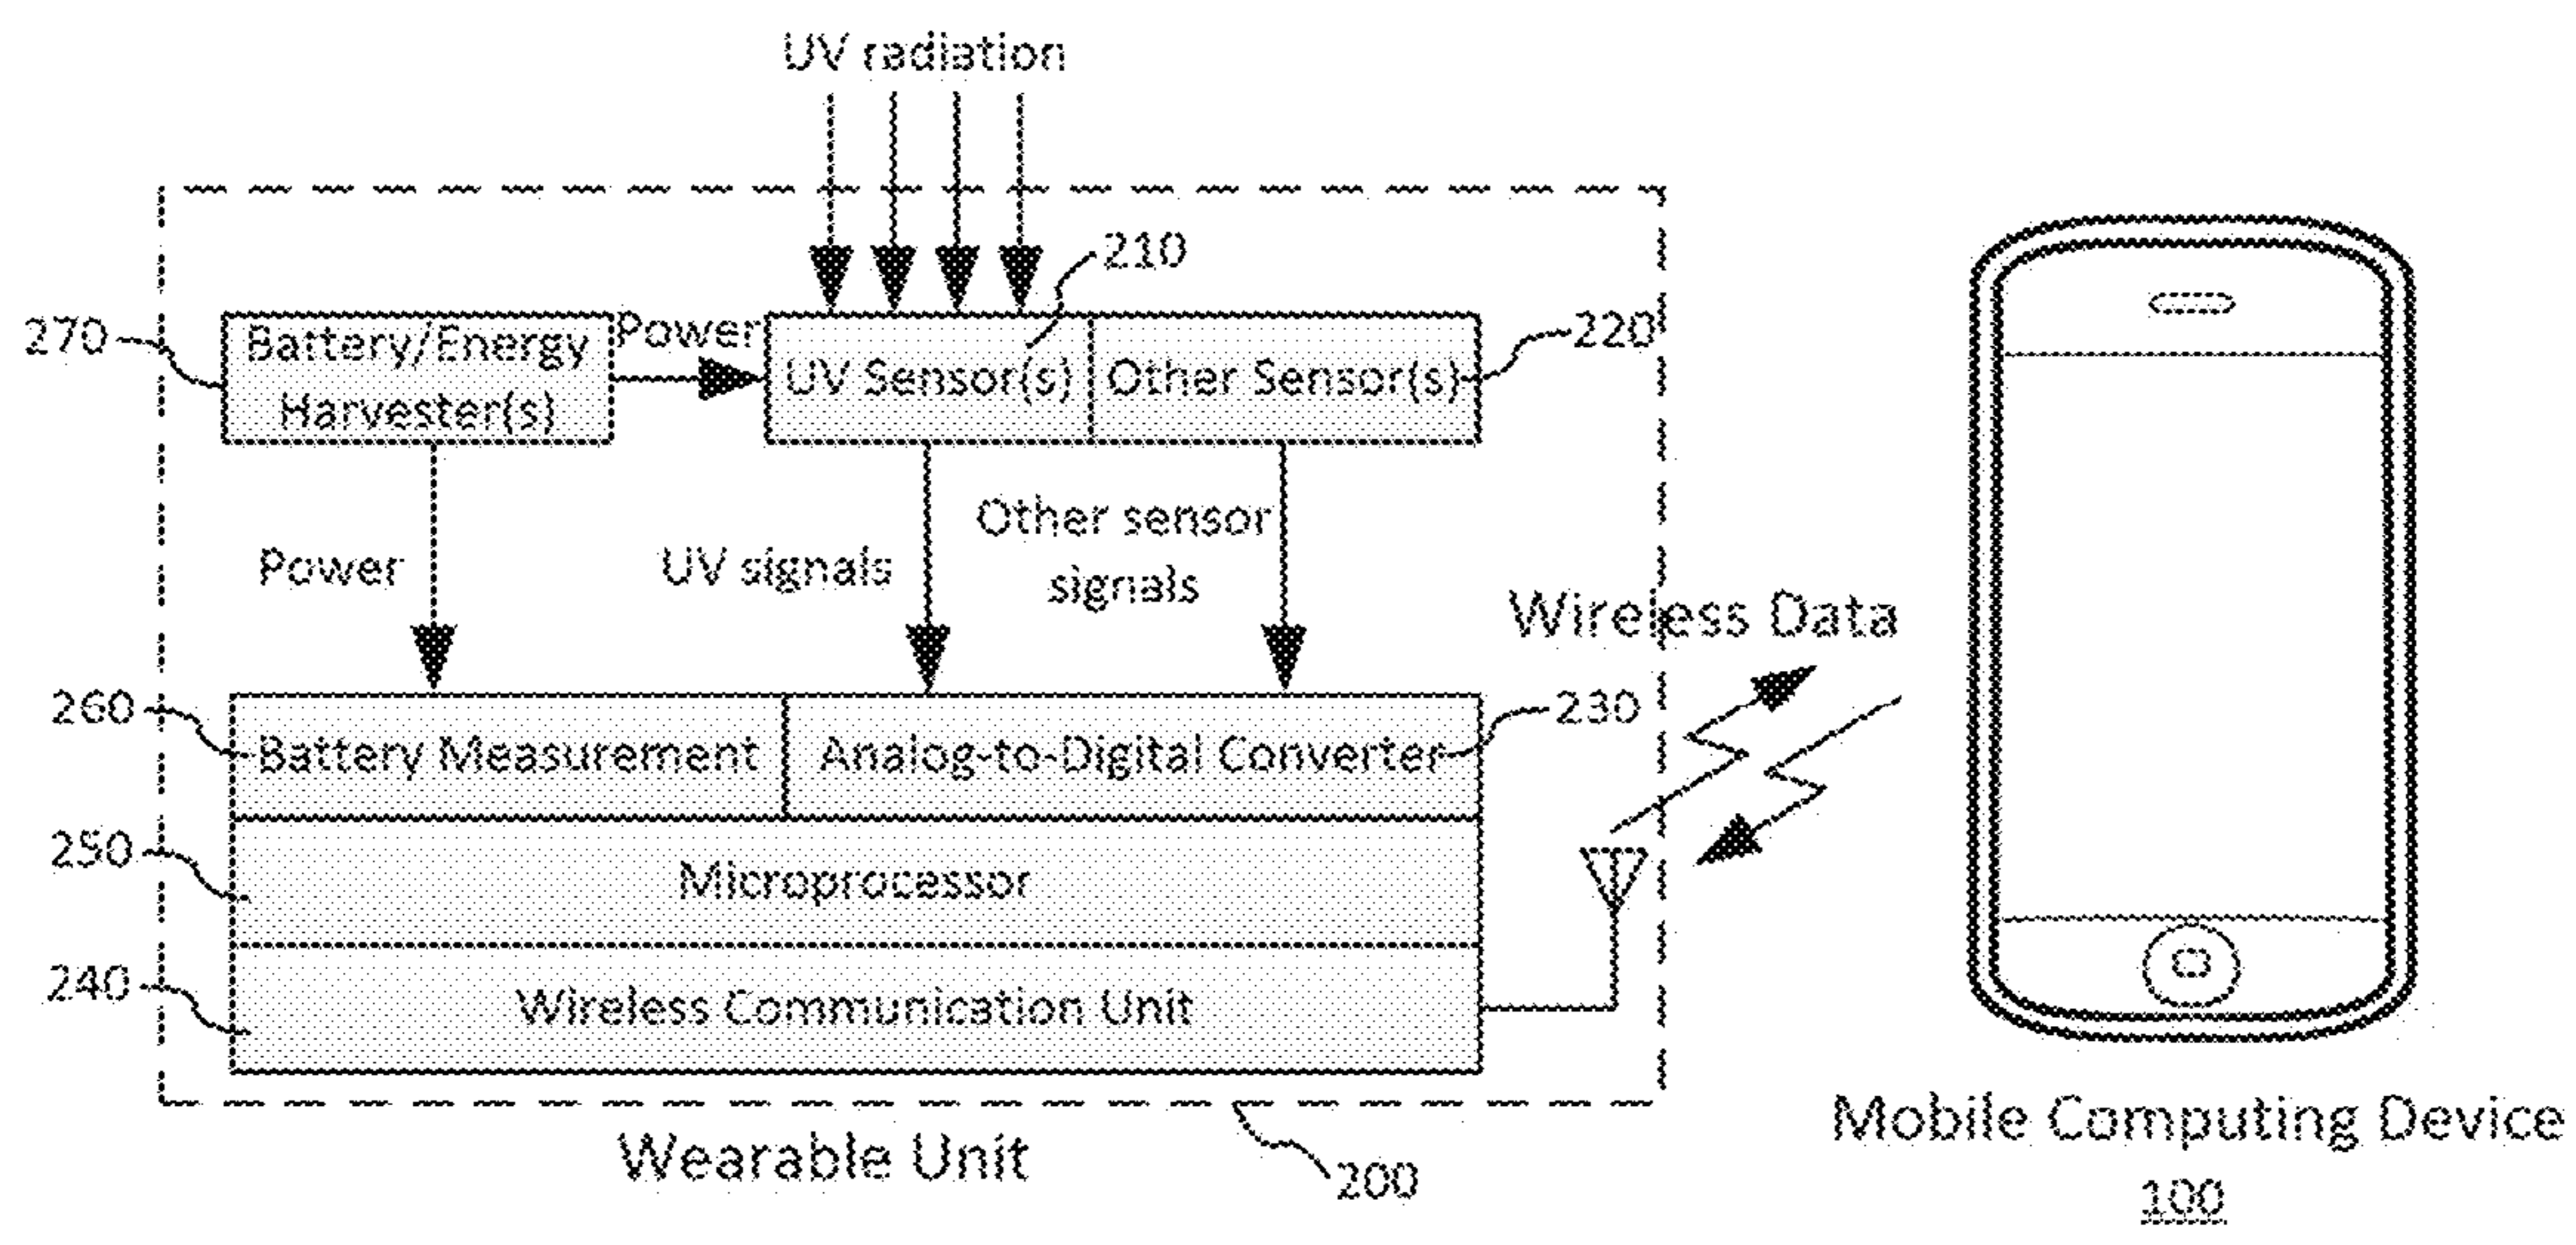 UV radiation
210
270
Battery/Energy
Harvester(s)
Power
UV Sensor(s)
Other Sensor(s)
220
Power
UV signals
Other sensor
signals
Wireless Data
260
Battery Measurement
Analog-to-Digital Converter
230
250
Microprocessor
240
Wireless Communication Unit
Wearable Unit
200
Mobile Computing Device
100